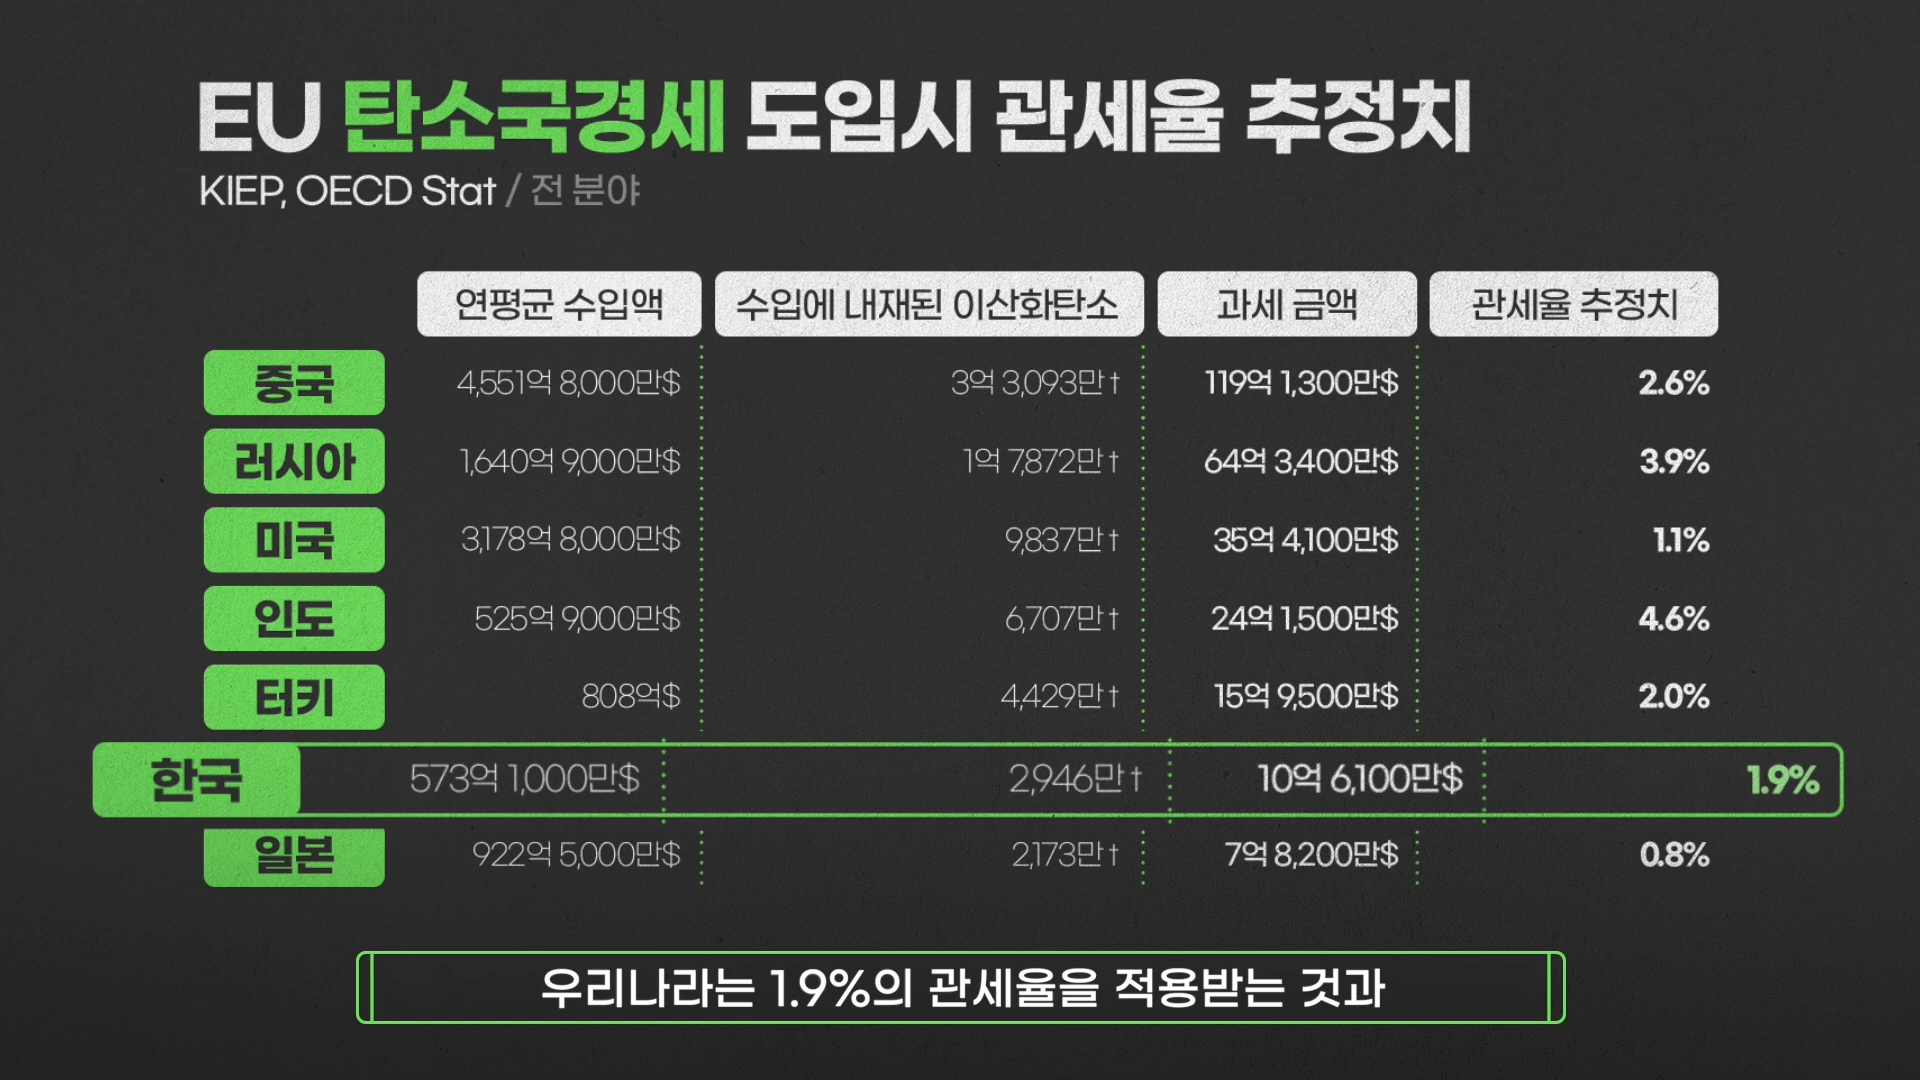 EU 탄소국경세 도입시 관세율 추정치
KIEP, OECD Stat / 전 분야
연평균 수입액 수입에 내재된 이산화탄소 과세 금액 관세율 추정치
중국 4,551억 8,000만$ 3억 3,093만t 119억 1,300만$ 2.6%
러시아 1,640억 9,000만$ 1억 7,872만t 64억 3,400만$ 3.9%
미국 3,178억 8,000만$ 9,837만t 35억 4,100만$ 1.1%
인도 525억 9,000만$ 6,707만t 24억 1,500만$ 4.6%
터키 808억$ 4,429만t 15억 9,500만$ 2.0%
한국 573억 1,000만$ 2,946만t 10억 6,100만$ 1.9%
일본 922억 5,000만$ 2,173만t 7억 8,200만$ 0.8%
우리나라는 1.9%의 관세율을 적용받는 것과